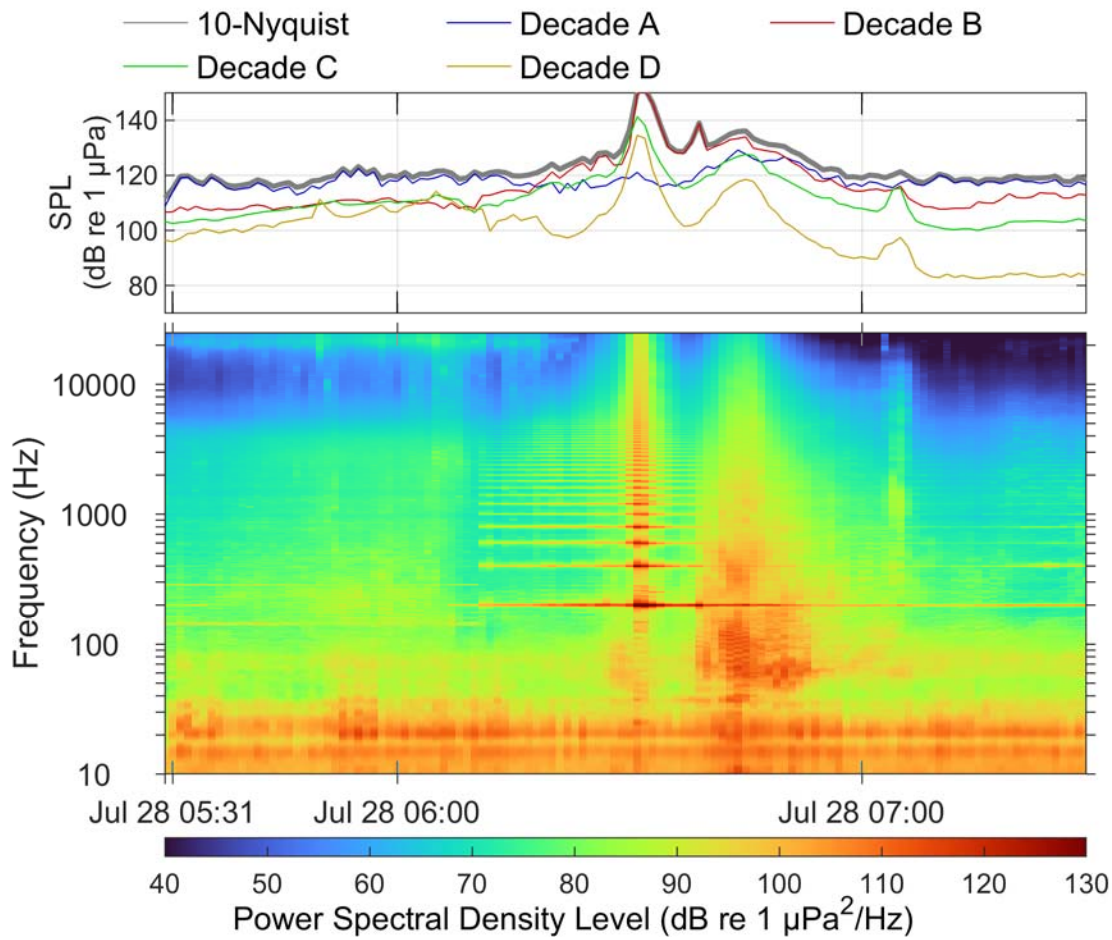 10-Nyquist Decade A Decade B
Decade C Decade D
SPL
(dB re 1 µPa)
140
120
100
80
Frequency (Hz)
10000
1000
100
10
Jul 28 05:31 Jul 28 06:00 Jul 28 07:00
40 50 60 70 80 90 100 110 120 130
Power Spectral Density Level (dB re 1 µPa²/Hz)